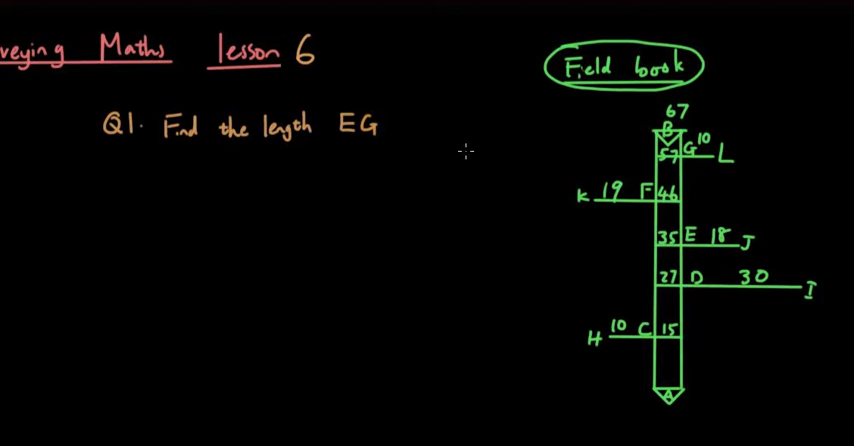 veying Maths lesson 6
Field book
Q1. Find the length EG
67
B
57 G 10 L
K 19 F 46
35 E 18 J
27 D 30 I
H 10 C 15
A